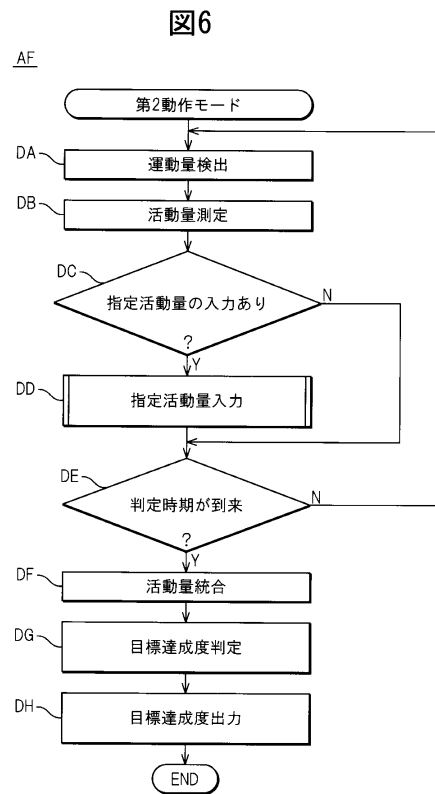 図6
AF
第2動作モード
DA
運動量検出
DB
活動量測定
DC
指定活動量の入力あり
N
?
Y
DD
指定活動量入力
DE
判定時期が到来
N
?
Y
DF
活動量統合
DG
目標達成度判定
DH
目標達成度出力
END